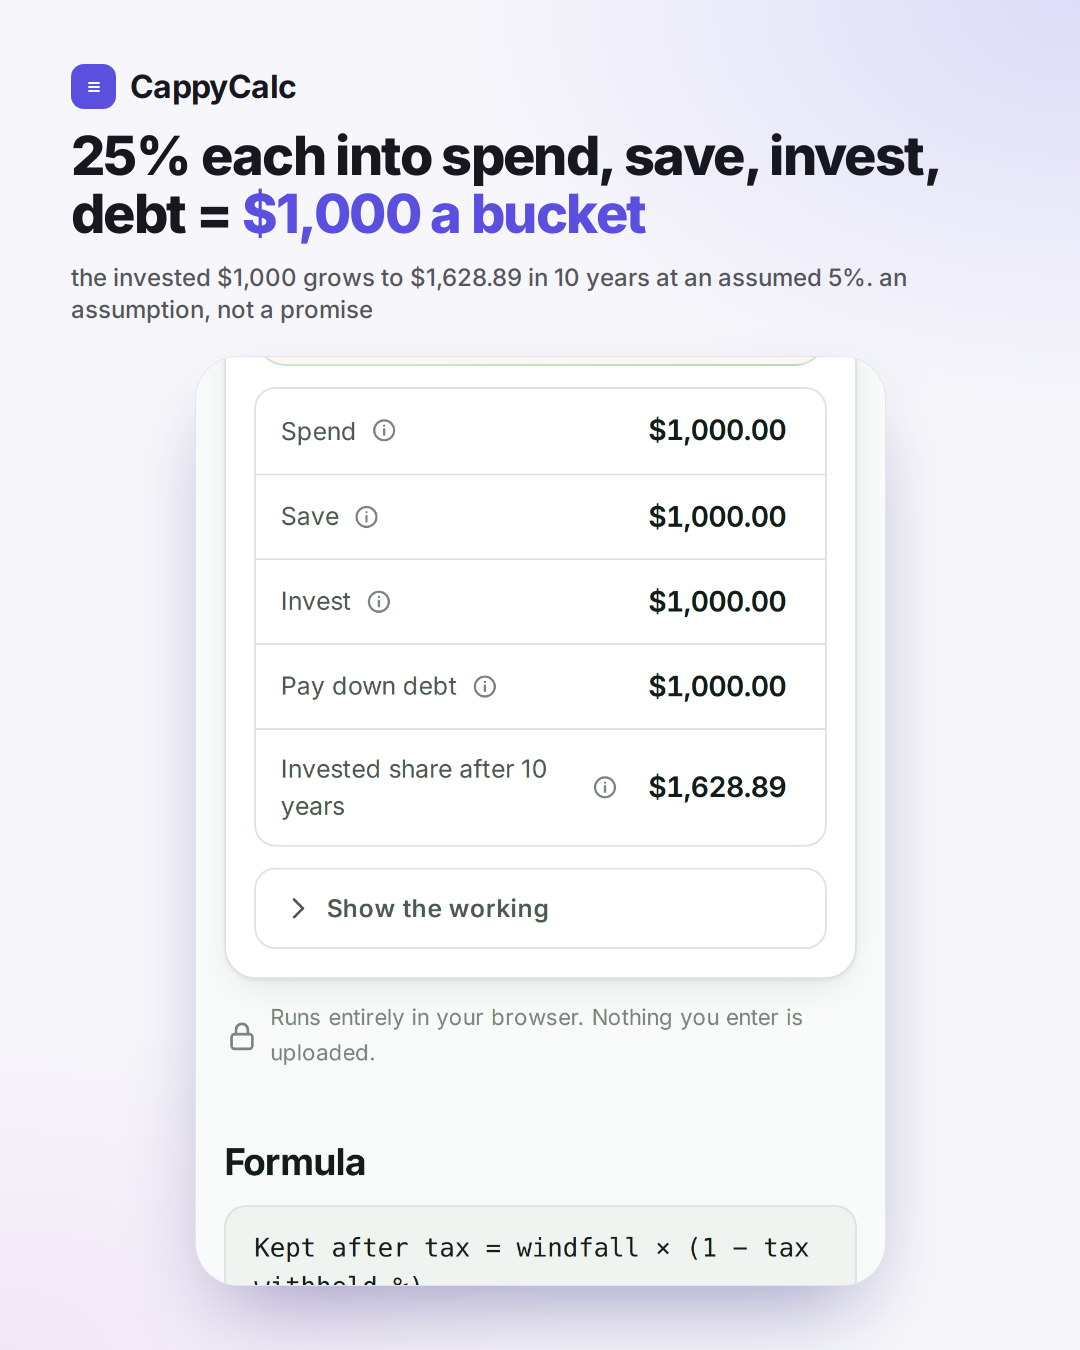 CappyCalc
25% each into spend, save, invest,
debt = $1,000 a bucket
the invested $1,000 grows to $1,628.89 in 10 years at an assumed 5%. an
assumption, not a promise
Spend $1,000.00
Save $1,000.00
Invest $1,000.00
Pay down debt $1,000.00
Invested share after 10
years $1,628.89
Show the working
Runs entirely in your browser. Nothing you enter is
uploaded.
Formula
Kept after tax = windfall × (1 − tax
withheld %)